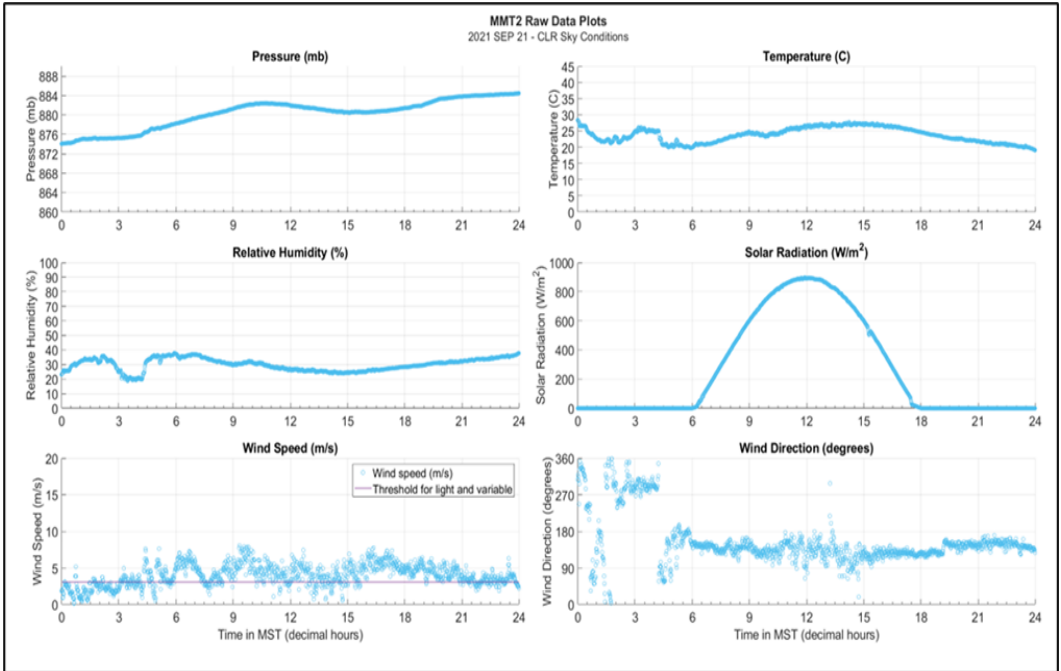 MMT2 Raw Data Plots
2021 SEP 21 - CLR Sky Conditions
Pressure (mb)
Pressure (mb)
888
884
880
876
872
868
864
860
0 3 6 9 12 15 18 21 24
Temperature (C)
Temperature (C)
45
40
35
30
25
20
15
10
5
0
0 3 6 9 12 15 18 21 24
Relative Humidity (%)
Relative Humidity (%)
100
90
80
70
60
50
40
30
20
10
0
0 3 6 9 12 15 18 21 24
Solar Radiation (W/m²)
Solar Radiation (W/m²)
1000
800
600
400
200
0
0 3 6 9 12 15 18 21 24
Wind Speed (m/s)
Wind Speed (m/s)
20
15
10
5
0
Wind speed (m/s)
Threshold for light and variable
0 3 6 9 12 15 18 21 24
Time in MST (decimal hours)
Wind Direction (degrees)
Wind Direction (degrees)
360
270
180
90
0
0 3 6 9 12 15 18 21 24
Time in MST (decimal hours)